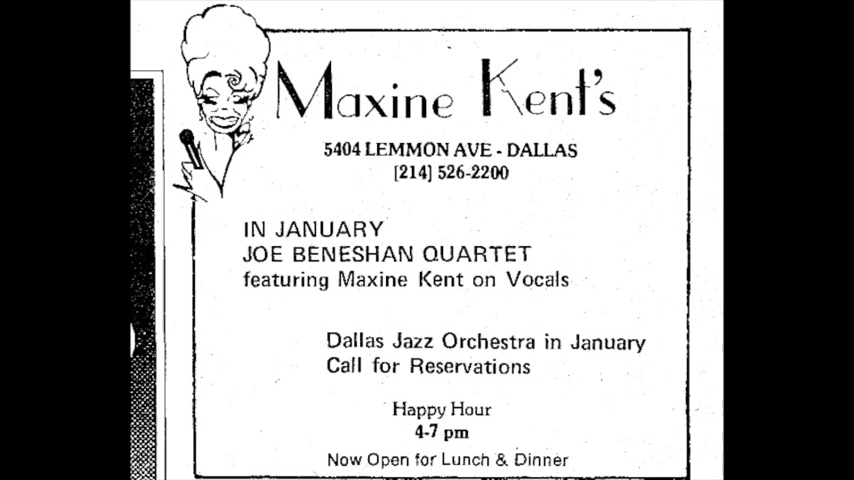 Maxine Kent's
5404 LEMMON AVE - DALLAS
[214] 526-2200
IN JANUARY
JOE BENESHAN QUARTET
featuring Maxine Kent on Vocals
Dallas Jazz Orchestra in January
Call for Reservations
Happy Hour
4-7 pm
Now Open for Lunch & Dinner